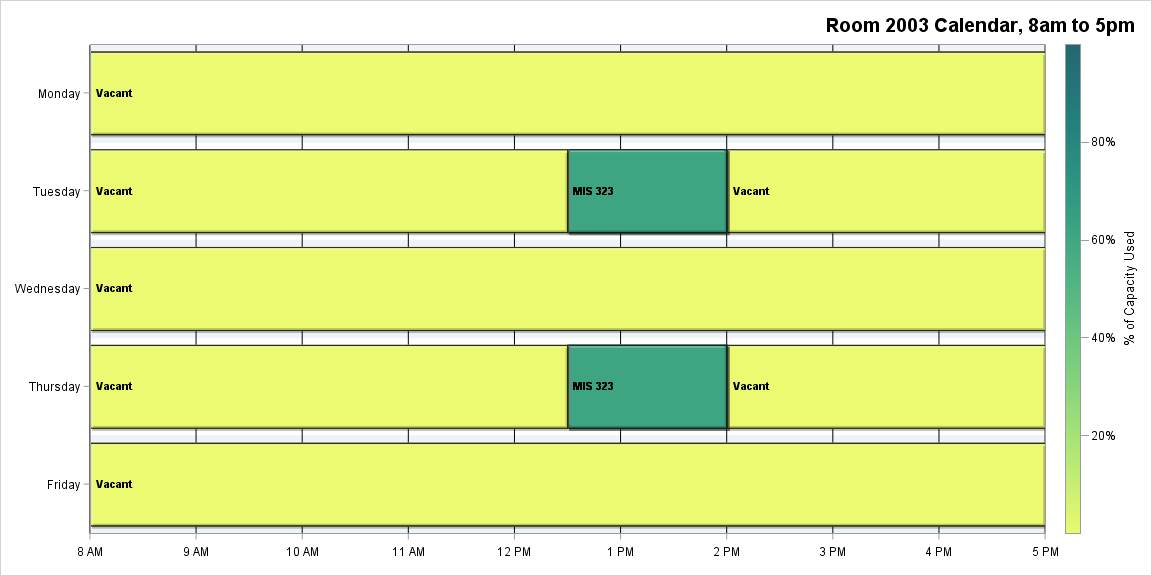 Room 2003 Calendar, 8am to 5pm
Monday
Vacant
Tuesday
Vacant
MIS 323
Vacant
Wednesday
Vacant
Thursday
Vacant
MIS 323
Vacant
Friday
Vacant
8 AM
9 AM
10 AM
11 AM
12 PM
1 PM
2 PM
3 PM
4 PM
5 PM
80%
60%
40%
20%
% of Capacity Used